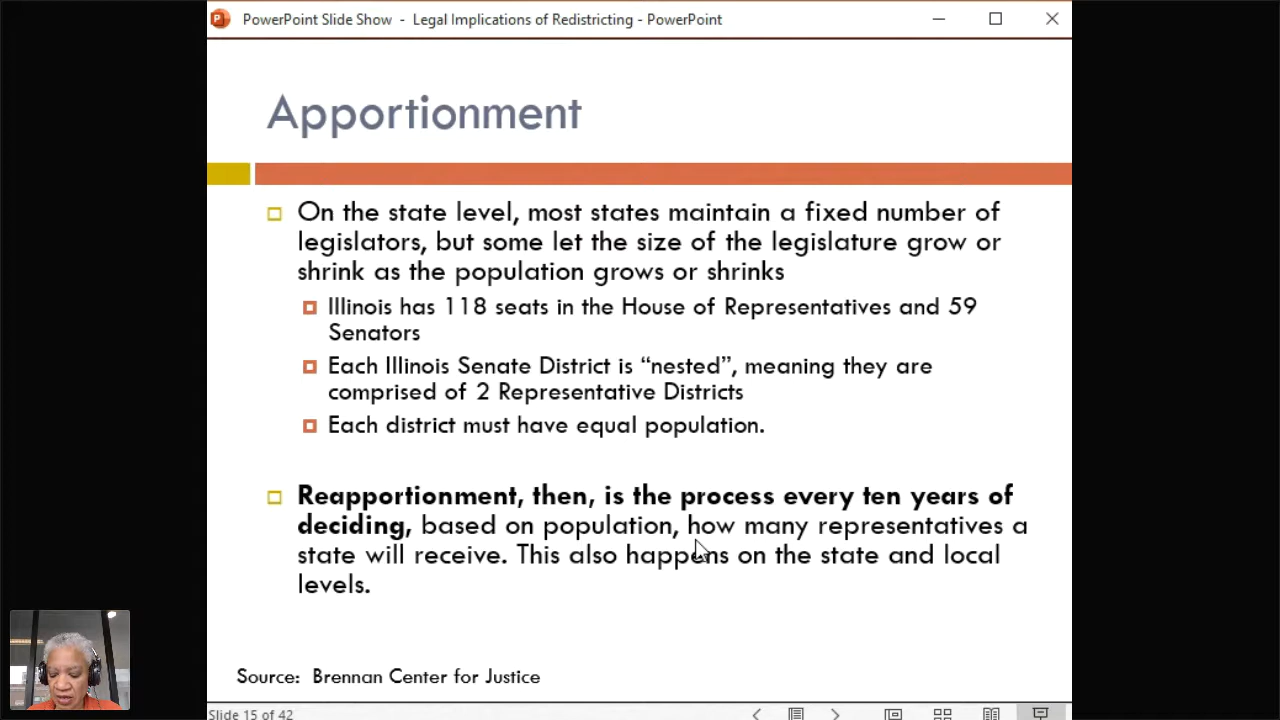 PowerPoint Slide Show - Legal Implications of Redistricting - PowerPoint
Apportionment
On the state level, most states maintain a fixed number of
legislators, but some let the size of the legislature grow or
shrink as the population grows or shrinks
Illinois has 118 seats in the House of Representatives and 59
Senators
Each Illinois Senate District is “nested”, meaning they are
comprised of 2 Representative Districts
Each district must have equal population.
Reapportionment, then, is the process every ten years of
deciding, based on population, how many representatives a
state will receive. This also happens on the state and local
levels.
Source: Brennan Center for Justice
Slide 15 of 42